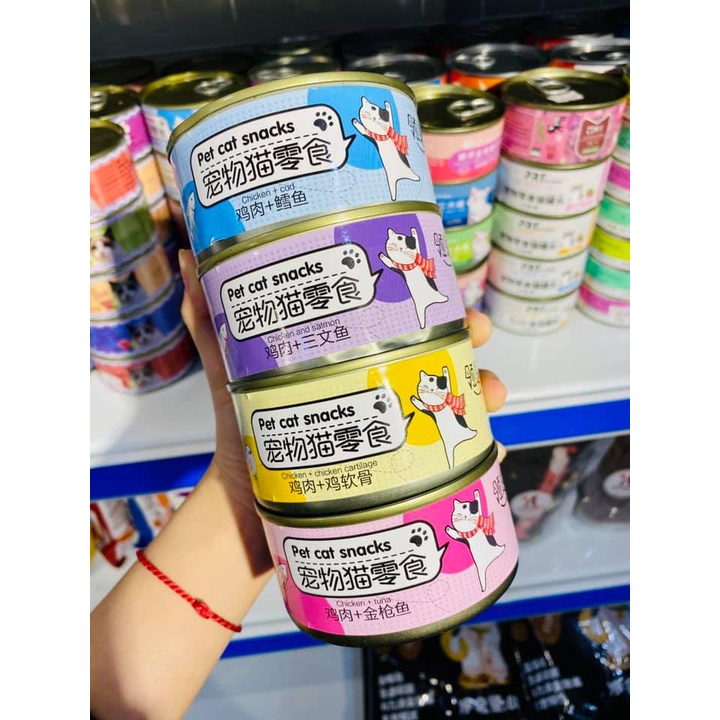 Pet cat snacks
宠物猫零食
Chicken + cod
鸡肉+鳕鱼
Pet cat snacks
宠物猫零食
Chicken and salmon
鸡肉+三文鱼
Pet cat snacks
宠物猫零食
Chicken + chicken cartilage
鸡肉+鸡软骨
Pet cat snacks
宠物猫零食
Chicken + tuna
鸡肉+金枪鱼